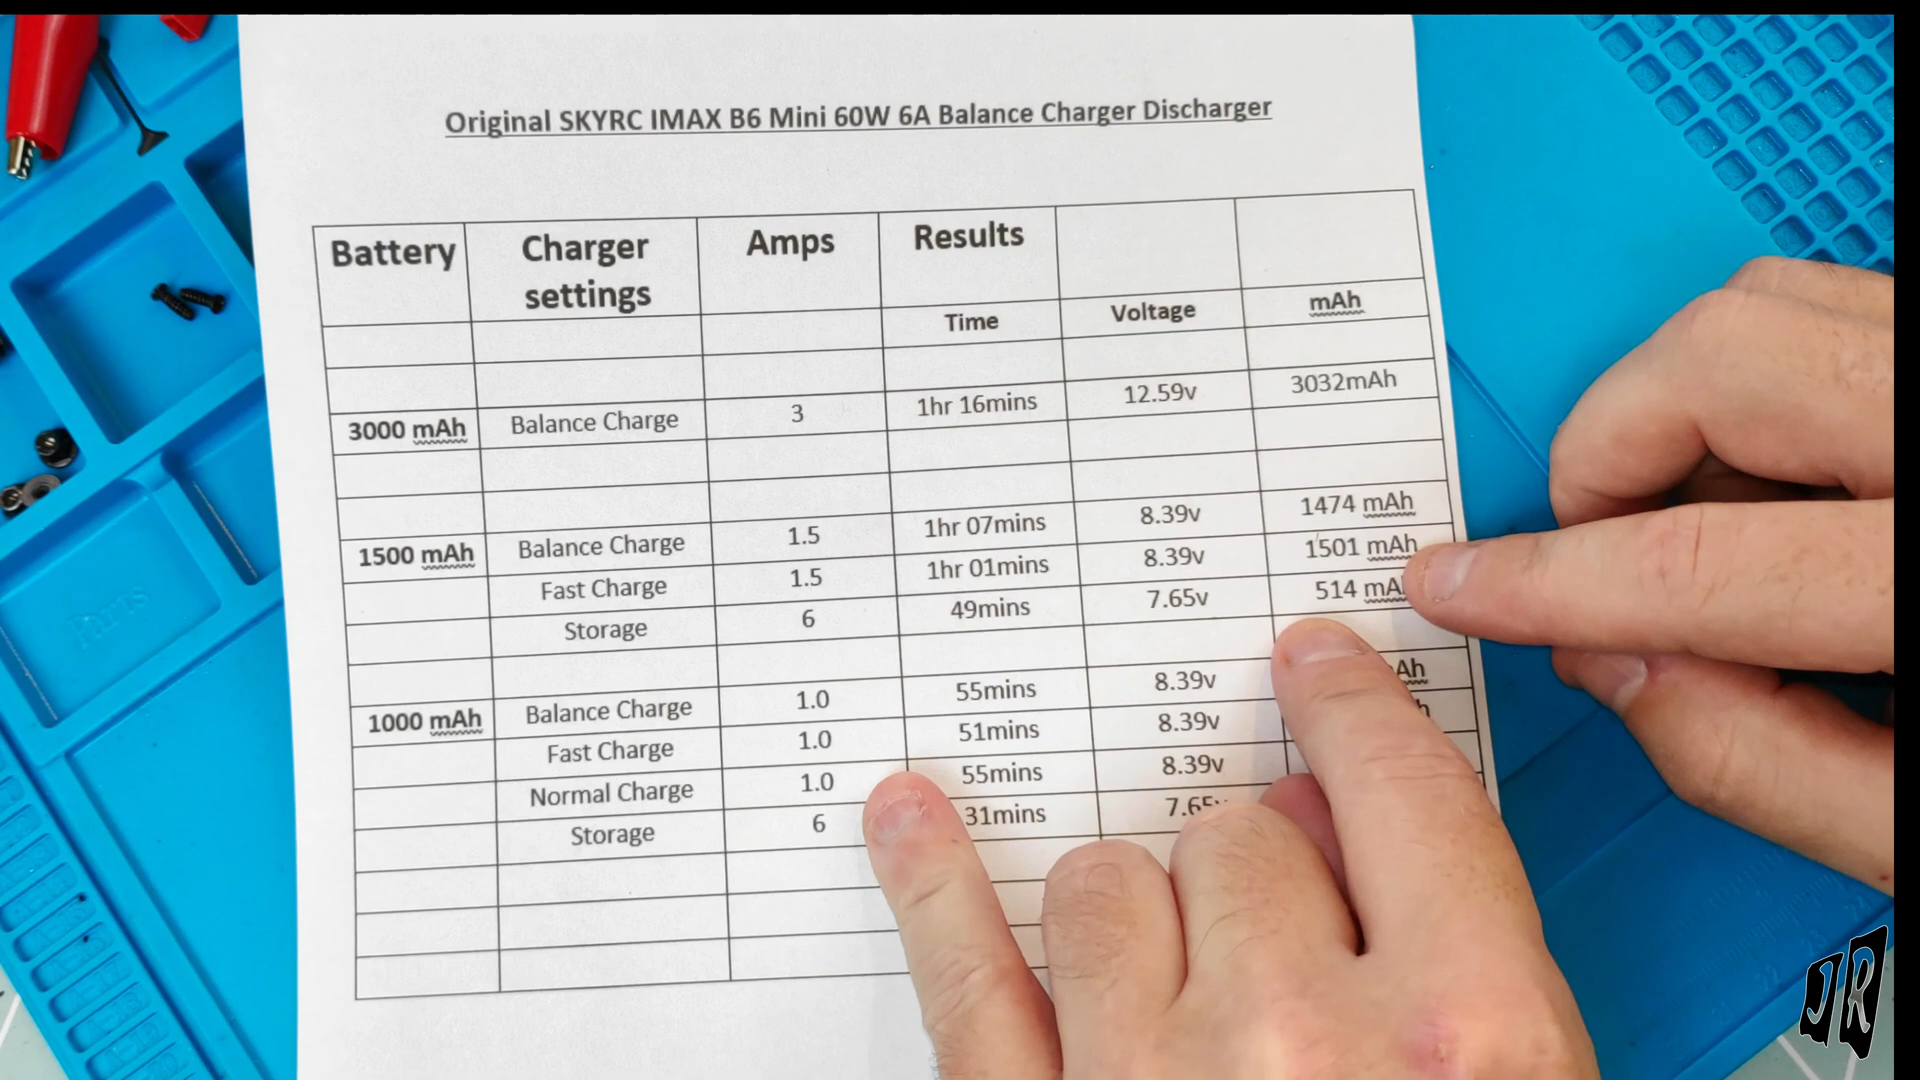 Original SKYRC IMAX B6 Mini 60W 6A Balance Charger Discharger
Battery Charger settings Amps Results
Time Voltage mAh
3000 mAh Balance Charge 3 1hr 16mins 12.59v 3032mAh
1500 mAh Balance Charge 1.5 1hr 07mins 8.39v 1474 mAh
Fast Charge 1.5 1hr 01mins 8.39v 1501 mAh
Storage 6 49mins 7.65v 514
1000 mAh Balance Charge 1.0 55mins 8.39v
Fast Charge 1.0 51mins 8.39v
Normal Charge 1.0 55mins 8.39v
Storage 6 31mins
Parts
JR